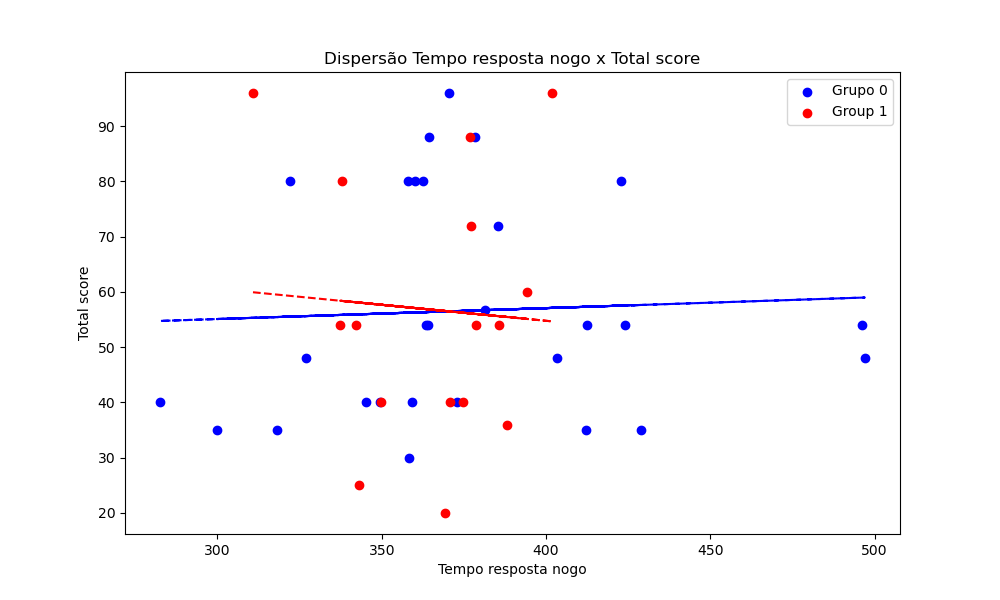 Dispersão Tempo resposta nogo x Total score
Grupo 0
Group 1
90
80
70
60
50
40
30
20
Total score
300
350
400
450
500
Tempo resposta nogo